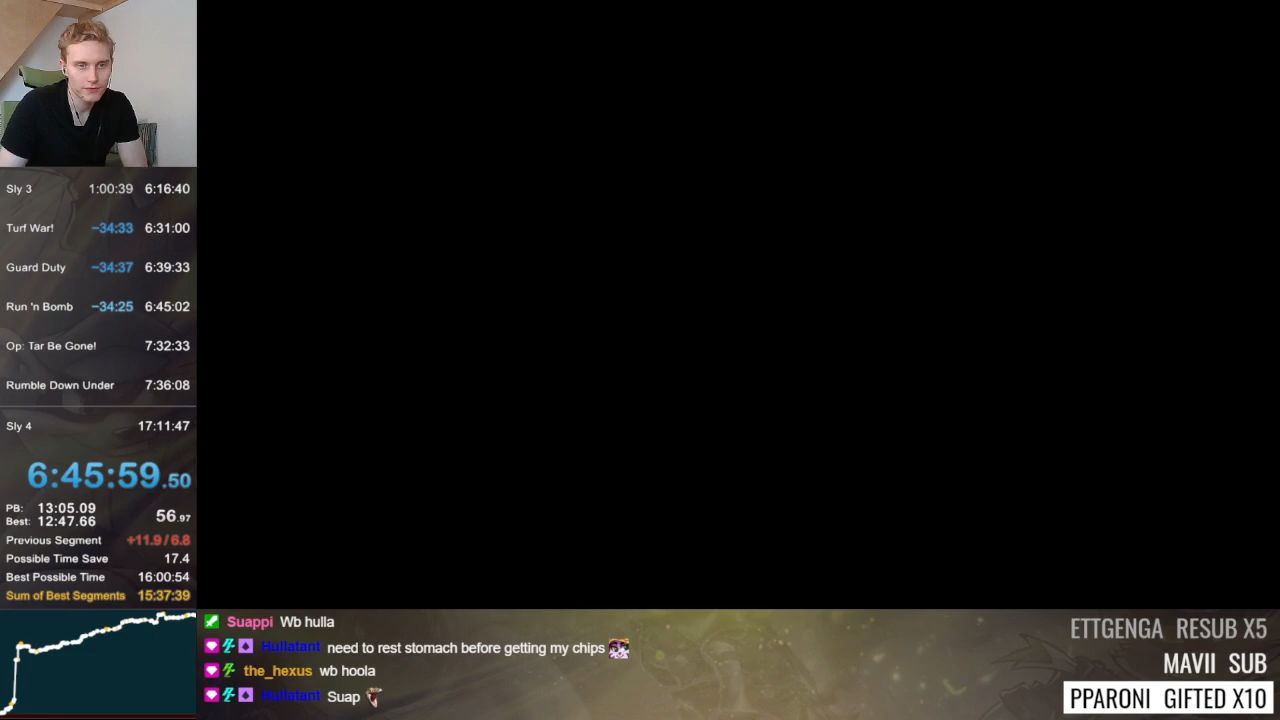 Sly 3 1:00:39 6:16:40
Turf War! −34:33 6:31:00
Guard Duty −34:37 6:39:33
Run 'n Bomb −34:25 6:45:02
Op: Tar Be Gone! 7:32:33
Rumble Down Under 7:36:08
Sly 4 17:11:47
6:45:59.50
PB: 13:05.09
Best: 12:47.66
56.97
Previous Segment +11.9/6.8
Possible Time Save 17.4
Best Possible Time 16:00:54
Sum of Best Segments 15:37:39
Suappi Wb hulla
Hullatant need to rest stomach before getting my chips
the_hexus wb hoola
Hullatant Suap
ETTGENGA RESUB X5
MAVII SUB
PPARONI GIFTED X10